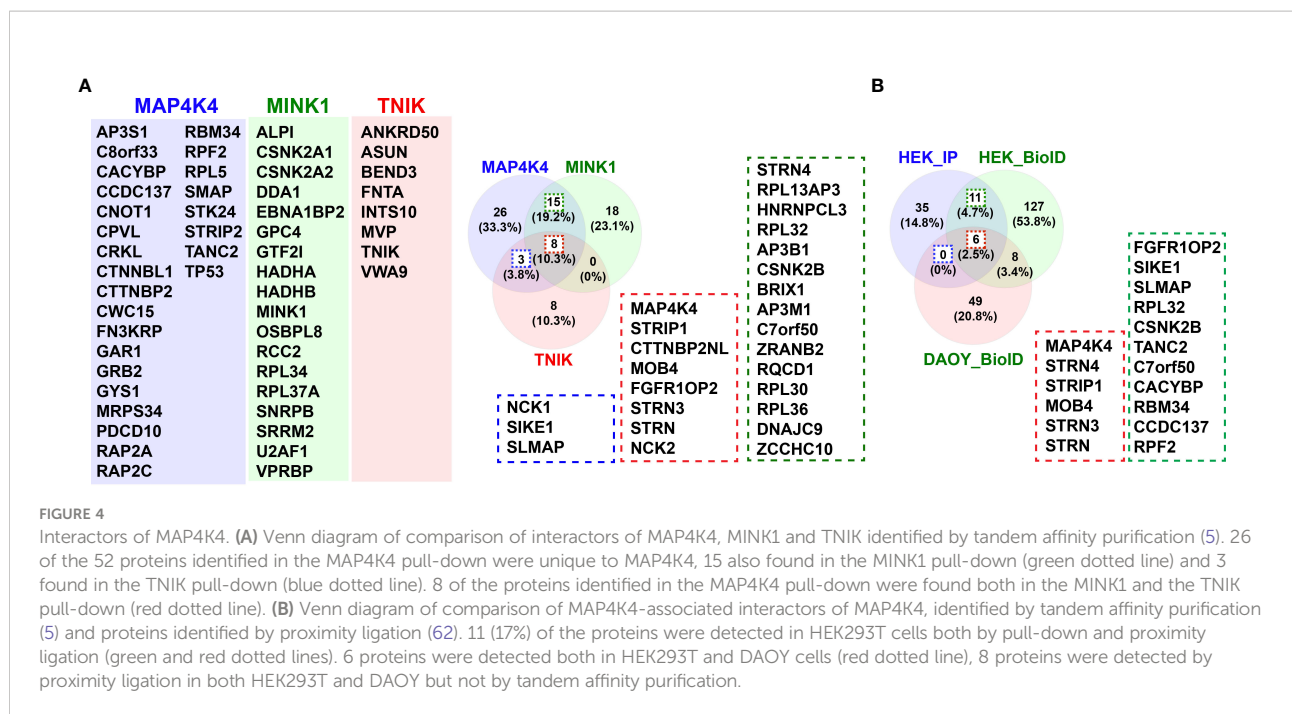 A
B
MAP4K4
MINK1
TNIK
AP3S1
C8orf33
CACYBP
CCDC137
CNOT1
CPVL
CRKL
CTNNBL1
CTTNBP2
CWC15
FN3KRP
GAR1
GRB2
GYS1
MRPS34
PDCD10
RAP2A
RAP2C
RBM34
RPF2
RPL5
SMAP
STK24
STRIP2
TANC2
TP53
ALPI
CSNK2A1
CSNK2A2
DDA1
EBNA1BP2
GPC4
GTF2I
HADHA
HADHB
MINK1
OSBPL8
RCC2
RPL34
RPL37A
SNRPB
SRRM2
U2AF1
VPRBP
ANKRD50
ASUN
BEND3
FNTA
INTS10
MVP
TNIK
VWA9
MAP4K4
MINK1
26
(33.3%)
15
(19.2%)
18
(23.1%)
8
(10.3%)
3
(3.8%)
0
(0%)
8
(10.3%)
TNIK
NCK1
SIKE1
SLMAP
MAP4K4
STRIP1
CTTNBP2NL
MOB4
FGFR1OP2
STRN3
STRN
NCK2
STRN4
RPL13AP3
HNRNPCL3
RPL32
AP3B1
CSNK2B
BRIX1
AP3M1
C7orf50
ZRANB2
RQCD1
RPL30
RPL36
DNAJC9
ZCCHC10
HEK_IP
HEK_BioID
35
(14.8%)
11
(4.7%)
127
(53.8%)
6
(2.5%)
0
(0%)
8
(3.4%)
49
(20.8%)
DAOY_BioID
MAP4K4
STRN4
STRIP1
MOB4
STRN3
STRN
FGFR1OP2
SIKE1
SLMAP
RPL32
CSNK2B
TANC2
C7orf50
CACYBP
RBM34
CCDC137
RPF2
FIGURE 4
Interactors of MAP4K4. (A) Venn diagram of comparison of interactors of MAP4K4, MINK1 and TNIK identified by tandem affinity purification (5). 26
of the 52 proteins identified in the MAP4K4 pull-down were unique to MAP4K4, 15 also found in the MINK1 pull-down (green dotted line) and 3
found in the TNIK pull-down (blue dotted line). 8 of the proteins identified in the MAP4K4 pull-down were found both in the MINK1 and the TNIK
pull-down (red dotted line). (B) Venn diagram of comparison of MAP4K4-associated interactors of MAP4K4, identified by tandem affinity purification
(5) and proteins identified by proximity ligation (62). 11 (17%) of the proteins were detected in HEK293T cells both by pull-down and proximity
ligation (green and red dotted lines). 6 proteins were detected both in HEK293T and DAOY cells (red dotted line), 8 proteins were detected by
proximity ligation in both HEK293T and DAOY but not by tandem affinity purification.